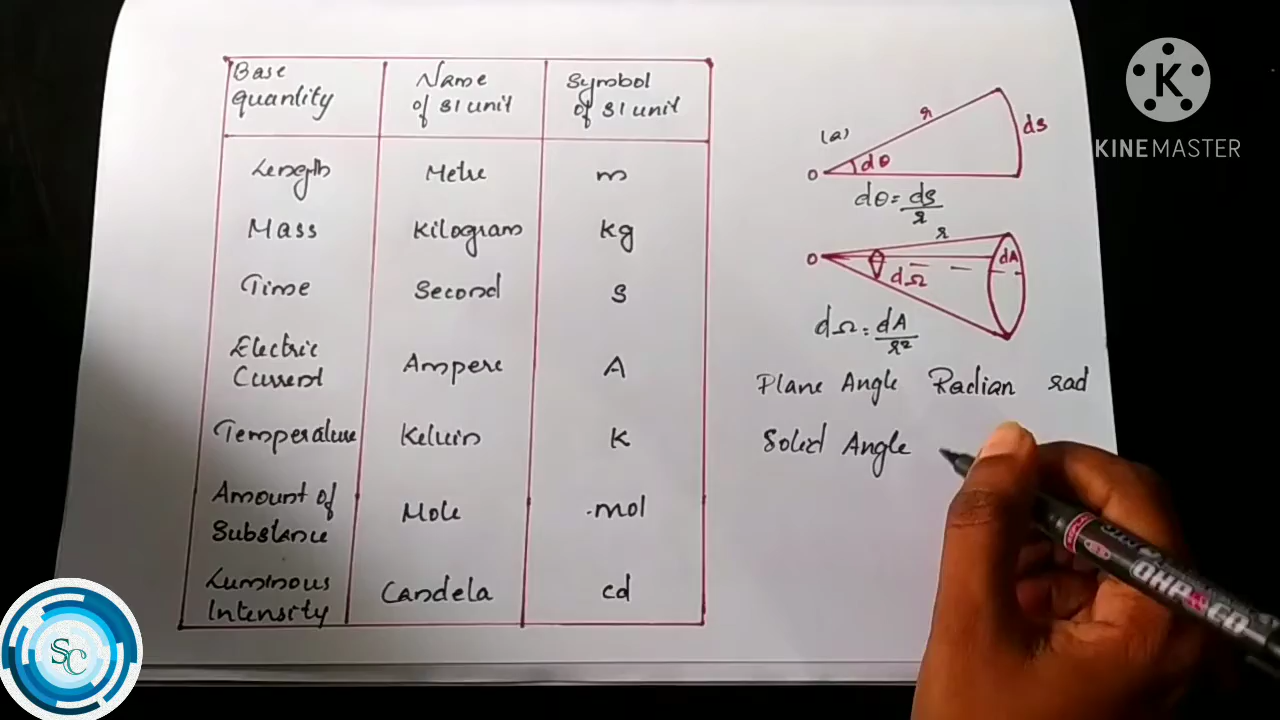 Base quantity
Name of SI unit
Symbol of SI unit
Length
Metre
m
Mass
Kilogram
kg
Time
Second
s
Electric Current
Ampere
A
Temperature
Kelvin
K
Amount of Substance
Mole
mol
Luminous Intensity
Candela
cd
(a)
r
ds
O
dθ
dθ = ds/r
r
O
dA
dΩ
dΩ = dA/r²
Plane Angle Radian rad
Solid Angle
K
KINEMASTER
SC
OHP